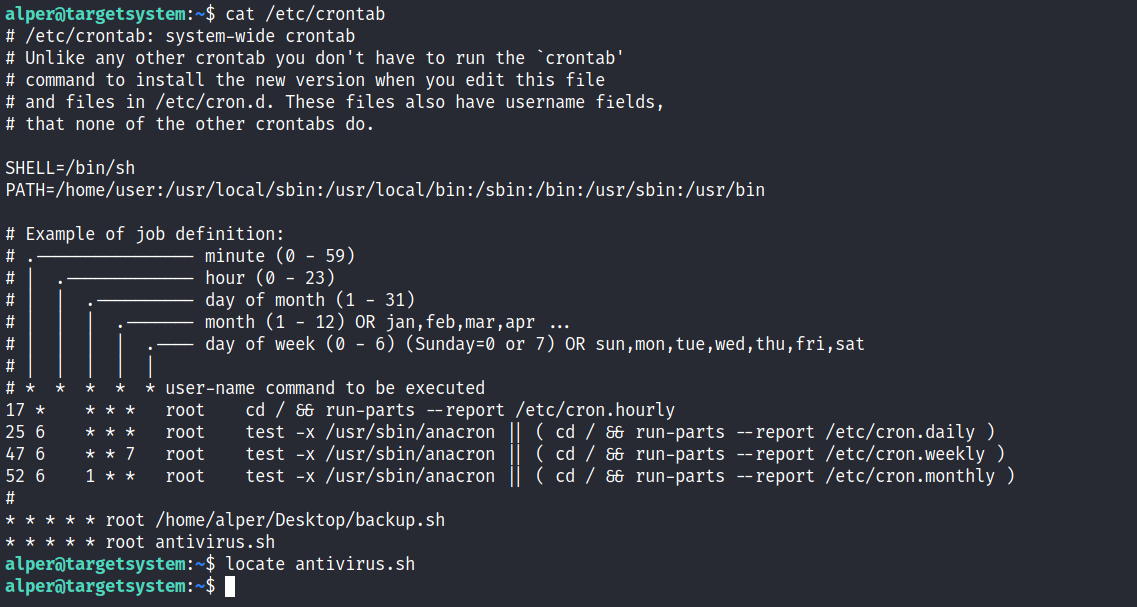 alper@targetsystem:~$ cat /etc/crontab
# /etc/crontab: system-wide crontab
# Unlike any other crontab you don't have to run the `crontab'
# command to install the new version when you edit this file
# and files in /etc/cron.d. These files also have username fields,
# that none of the other crontabs do.
SHELL=/bin/sh
PATH=/home/user:/usr/local/sbin:/usr/local/bin:/sbin:/bin:/usr/sbin:/usr/bin
# Example of job definition:
# .---------------- minute (0 - 59)
# |  .------------- hour (0 - 23)
# |  |  .---------- day of month (1 - 31)
# |  |  |  .------- month (1 - 12) OR jan,feb,mar,apr ...
# |  |  |  |  .---- day of week (0 - 6) (Sunday=0 or 7) OR sun,mon,tue,wed,thu,fri,sat
# |  |  |  |  |
# *  *  *  *  * user-name command to be executed
17 *    * * *   root    cd / && run-parts --report /etc/cron.hourly
25 6    * * *   root    test -x /usr/sbin/anacron || ( cd / && run-parts --report /etc/cron.daily )
47 6    * * 7   root    test -x /usr/sbin/anacron || ( cd / && run-parts --report /etc/cron.weekly )
52 6    1 * *   root    test -x /usr/sbin/anacron || ( cd / && run-parts --report /etc/cron.monthly )
#
* * * * * root /home/alper/Desktop/backup.sh
* * * * * root antivirus.sh
alper@targetsystem:~$ locate antivirus.sh
alper@targetsystem:~$